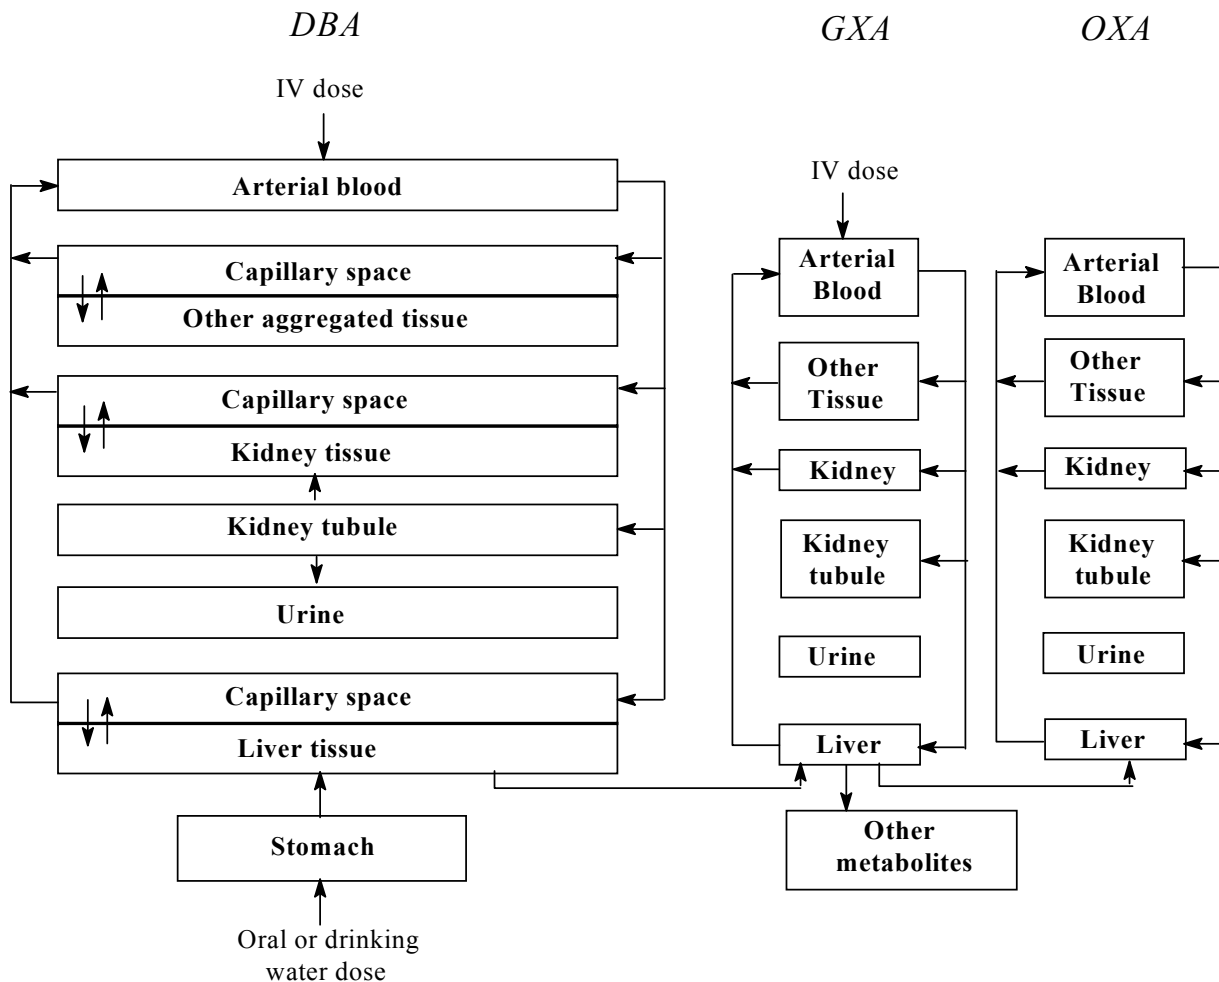 DBA
IV dose
Arterial blood
Capillary space
Other aggregated tissue
Capillary space
Kidney tissue
Kidney tubule
Urine
Capillary space
Liver tissue
Stomach
Oral or drinking
water dose
GXA
IV dose
Arterial
Blood
Other
Tissue
Kidney
Kidney
tubule
Urine
Liver
Other
metabolites
OXA
Arterial
Blood
Other
Tissue
Kidney
Kidney
tubule
Urine
Liver